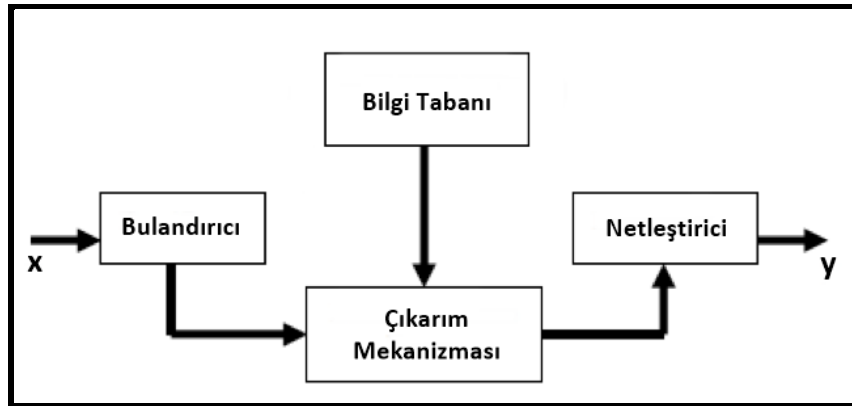 Bilgi Tabanı
Bulandırıcı
Netleştirici
x
y
Çıkarım
Mekanizması